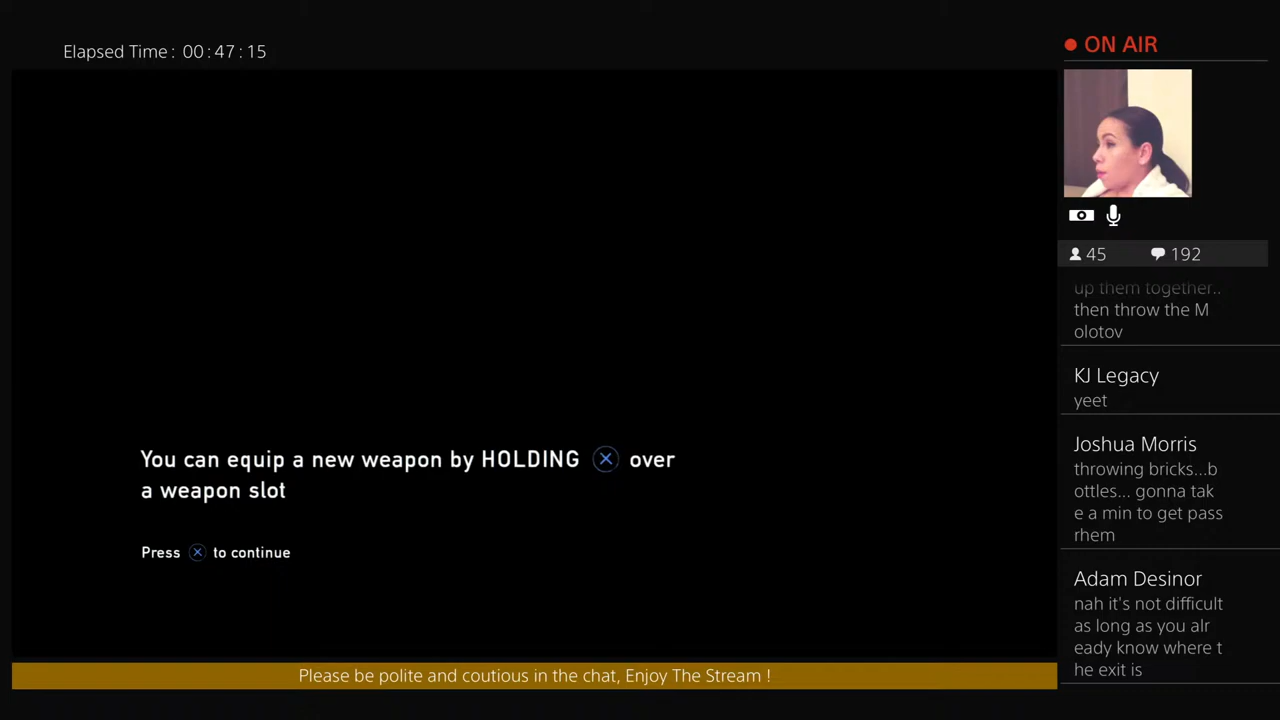 Elapsed Time: 00:47:15
ON AIR
45 192
up them together..
then throw the M
olotov
KJ Legacy
yeet
Joshua Morris
throwing bricks...b
ottles... gonna tak
e a min to get pass
rhem
Adam Desinor
nah it's not difficult
as long as you alr
eady know where t
he exit is
You can equip a new weapon by HOLDING over
a weapon slot
Press to continue
Please be polite and coutious in the chat, Enjoy The Stream !